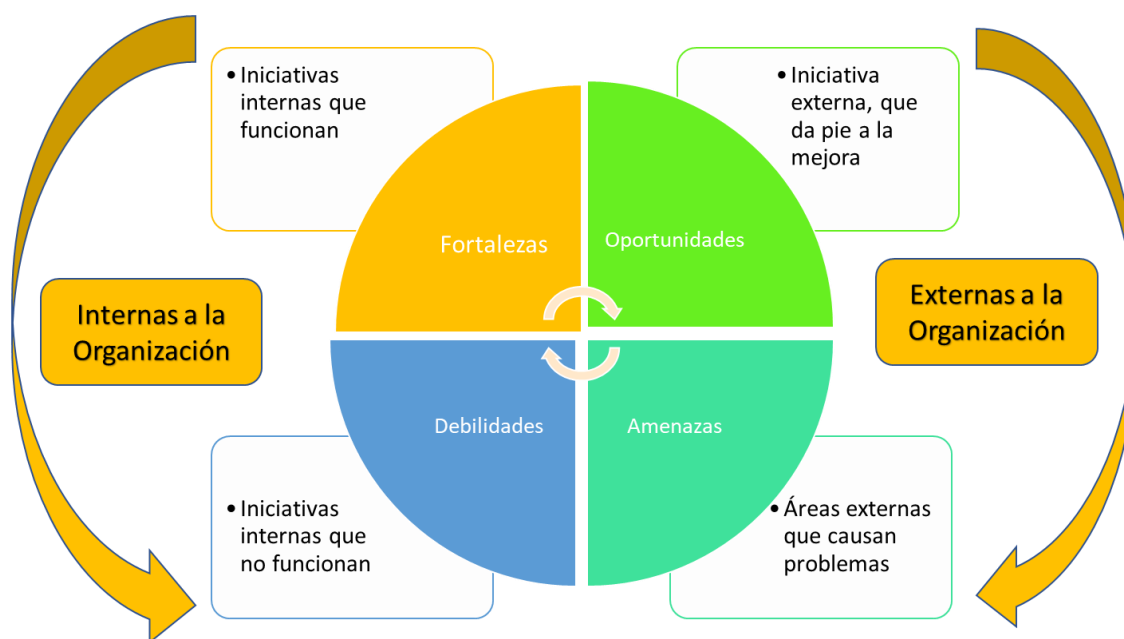 • Iniciativas
internas que
funcionan
• Iniciativa
externa, que
da pie a la
mejora
Fortalezas
Oportunidades
Internas a la
Organización
Externas a la
Organización
Debilidades
Amenazas
• Iniciativas
internas que
no funcionan
• Áreas externas
que causan
problemas